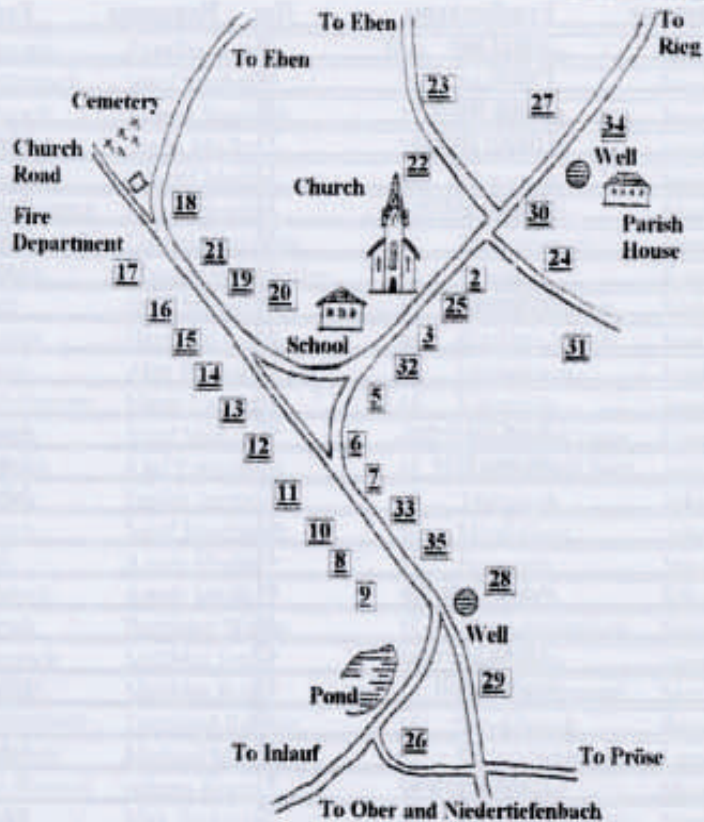 To Eben
To Eben
To
Rieg
Cemetery
23
27
34
Church
Road
Church
22
Well
18
30
Parish
House
Fire
Department
17
21
19
20
2
24
25
16
15
School
3
31
14
32
13
5
12
6
7
11
33
10
35
8
9
28
Well
Pond
29
26
To Inlauf
To Pröse
To Ober and Niedertiefenbach